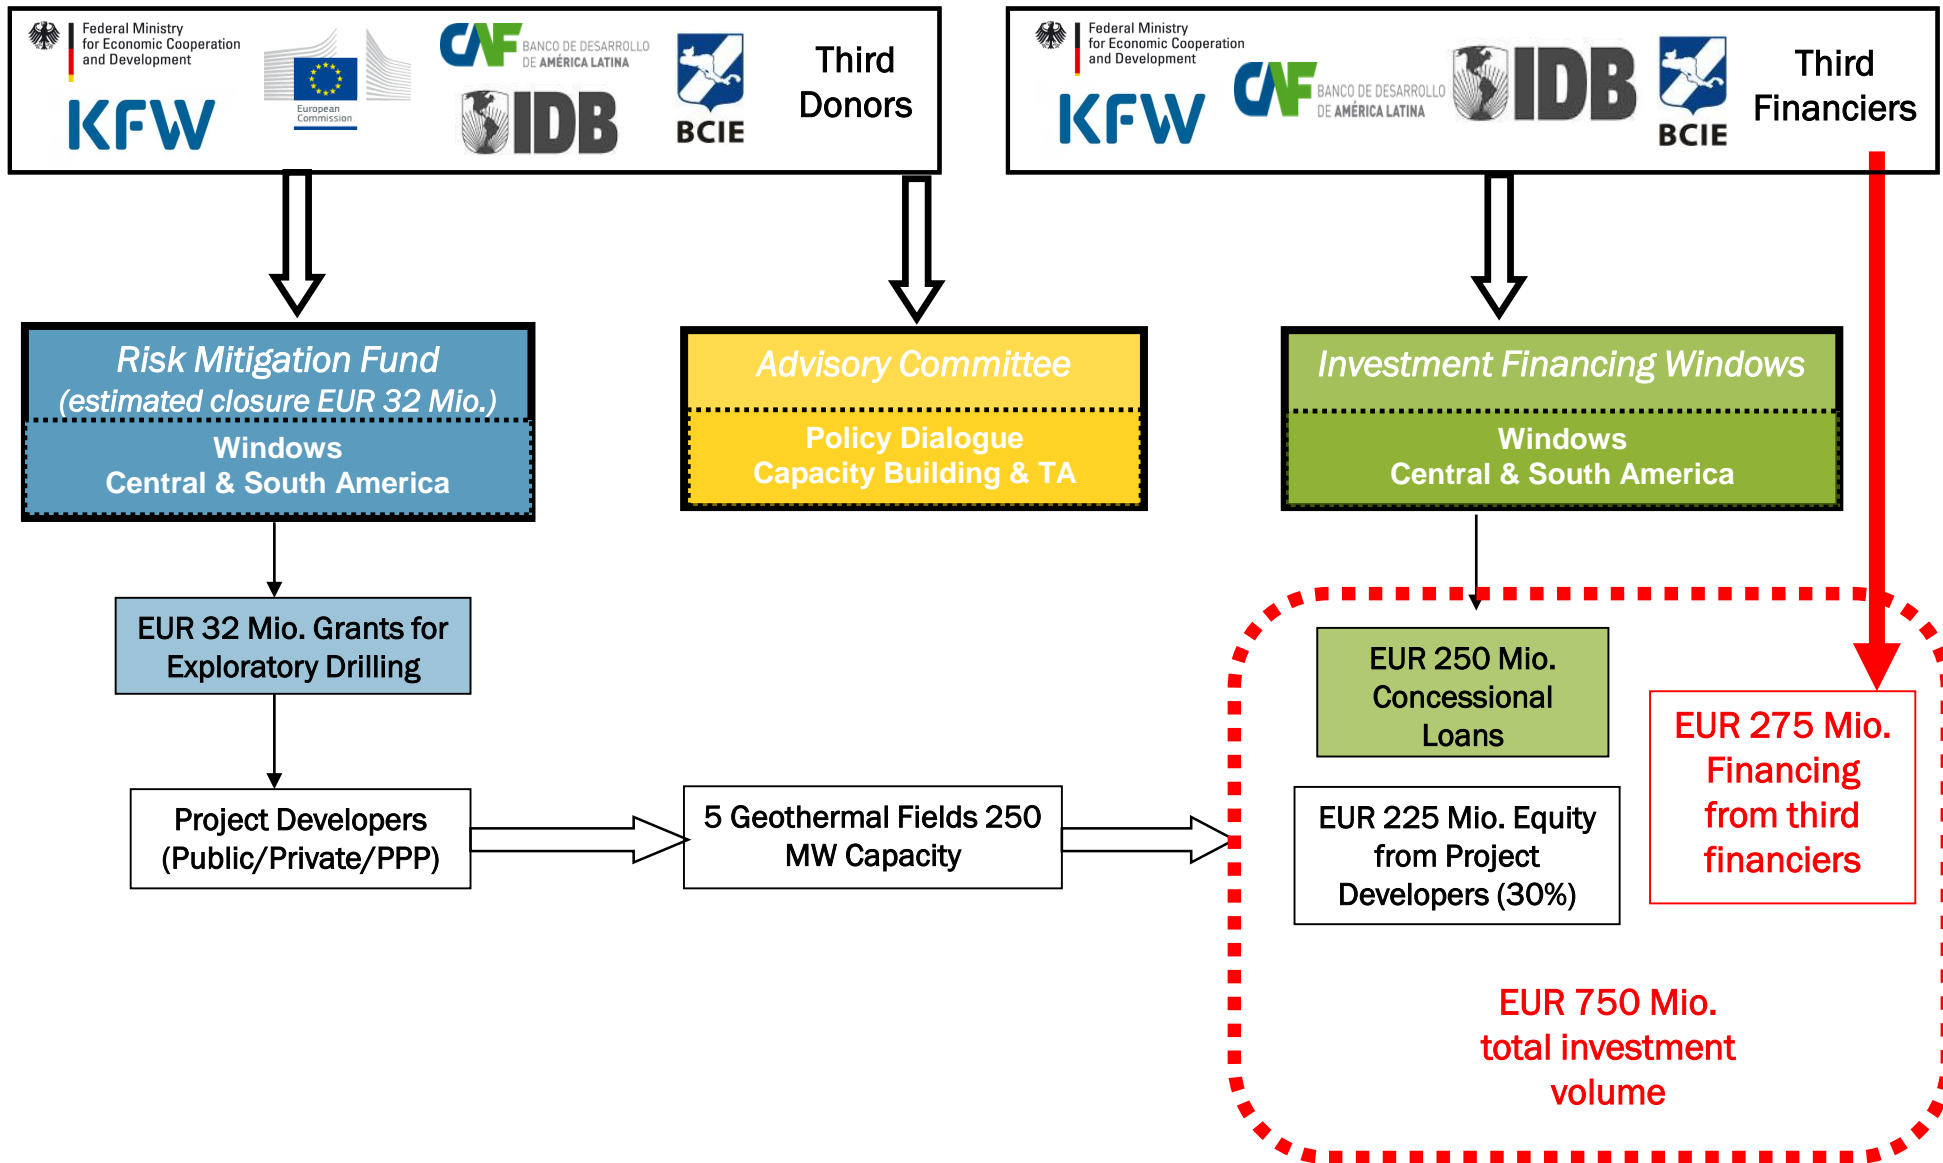 Federal Ministry
for Economic Cooperation
and Development
KFW
European
Commission
CAF BANCO DE DESARROLLO
DE AMÉRICA LATINA
IDB
BCIE
Third
Donors
Federal Ministry
for Economic Cooperation
and Development
KFW
CAF BANCO DE DESARROLLO
DE AMÉRICA LATINA
IDB
BCIE
Third
Financiers
Risk Mitigation Fund
(estimated closure EUR 32 Mio.)
Windows
Central & South America
Advisory Committee
Policy Dialogue
Capacity Building & TA
Investment Financing Windows
Windows
Central & South America
EUR 32 Mio. Grants for
Exploratory Drilling
Project Developers
(Public/Private/PPP)
5 Geothermal Fields 250
MW Capacity
EUR 250 Mio.
Concessional
Loans
EUR 225 Mio. Equity
from Project
Developers (30%)
EUR 275 Mio.
Financing
from third
financiers
EUR 750 Mio.
total investment
volume